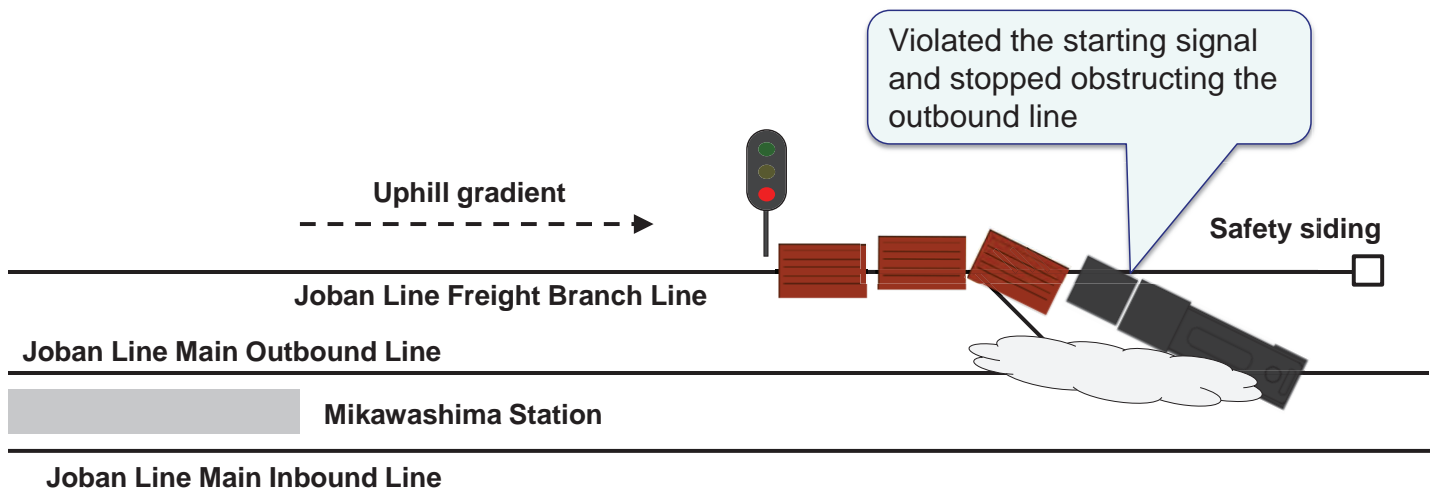 Violated the starting signal
and stopped obstructing the
outbound line
Uphill gradient
Safety siding
Joban Line Freight Branch Line
Joban Line Main Outbound Line
Mikawashima Station
Joban Line Main Inbound Line